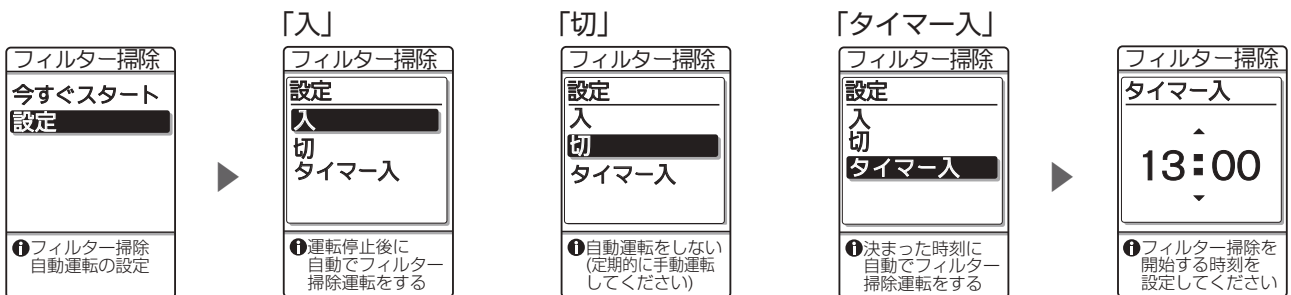 「入」
「切」
「タイマー入」
フィルター掃除
今すぐスタート
設定
フィルター掃除
自動運転の設定
フィルター掃除
設定
入
切
タイマー入
運転停止後に
自動でフィルター
掃除運転をする
フィルター掃除
設定
入
切
タイマー入
自動運転をしない
(定期的に手動運転
してください)
フィルター掃除
設定
入
切
タイマー入
決まった時刻に
自動でフィルター
掃除運転をする
フィルター掃除
タイマー入
13:00
フィルター掃除を
開始する時刻を
設定してください